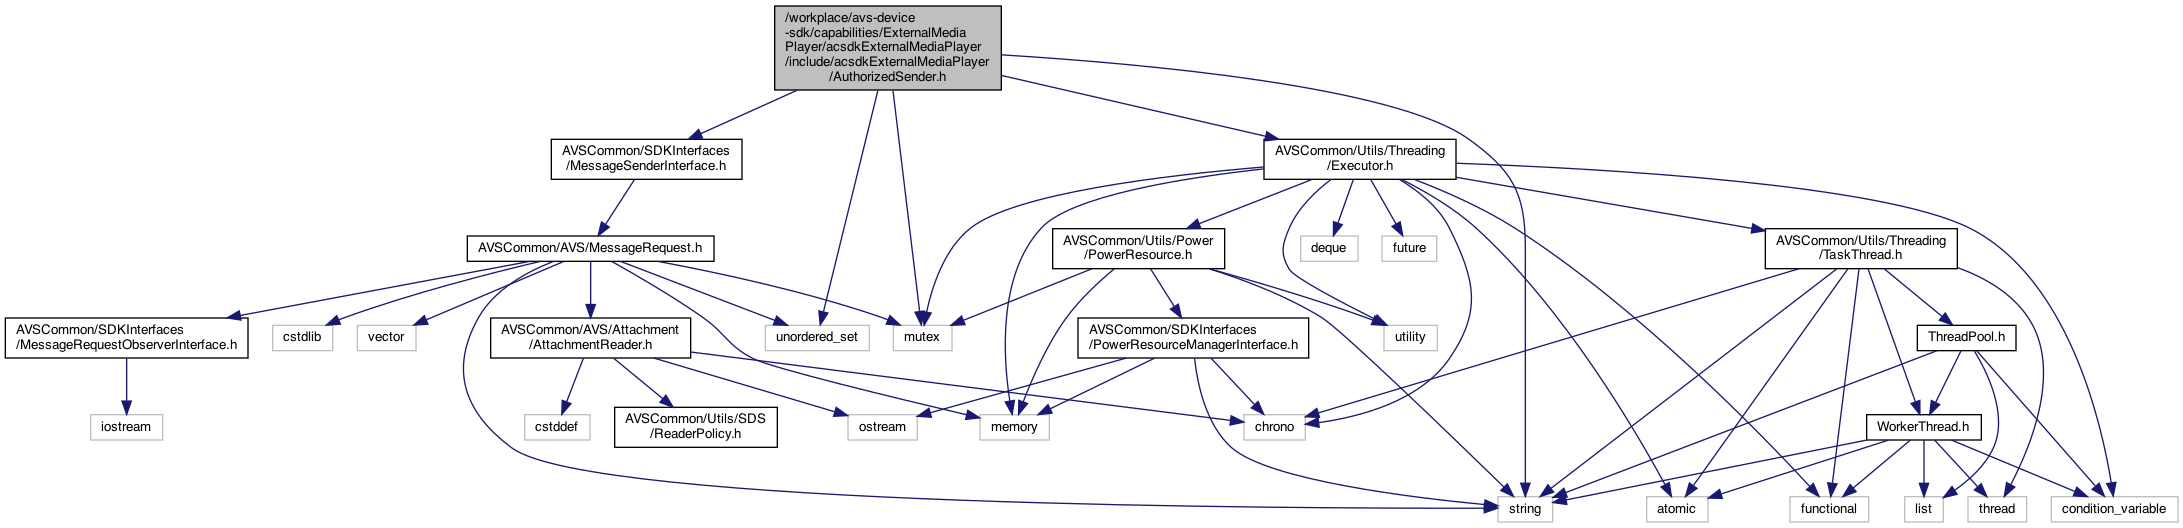 /workplace/avs-device
-sdk/capabilities/ExternalMedia
Player/acsdkExternalMediaPlayer
/include/acsdkExternalMediaPlayer
/AuthorizedSender.h
AVSCommon/SDKInterfaces
/MessageSenderInterface.h
AVSCommon/Utils/Threading
/Executor.h
AVSCommon/AVS/MessageRequest.h
AVSCommon/Utils/Power
/PowerResource.h
deque
future
AVSCommon/Utils/Threading
/TaskThread.h
AVSCommon/SDKInterfaces
/MessageRequestObserverInterface.h
cstdlib
vector
AVSCommon/AVS/Attachment
/AttachmentReader.h
unordered_set
mutex
AVSCommon/SDKInterfaces
/PowerResourceManagerInterface.h
utility
ThreadPool.h
iostream
cstddef
AVSCommon/Utils/SDS
/ReaderPolicy.h
ostream
memory
chrono
WorkerThread.h
string
atomic
functional
list
thread
condition_variable